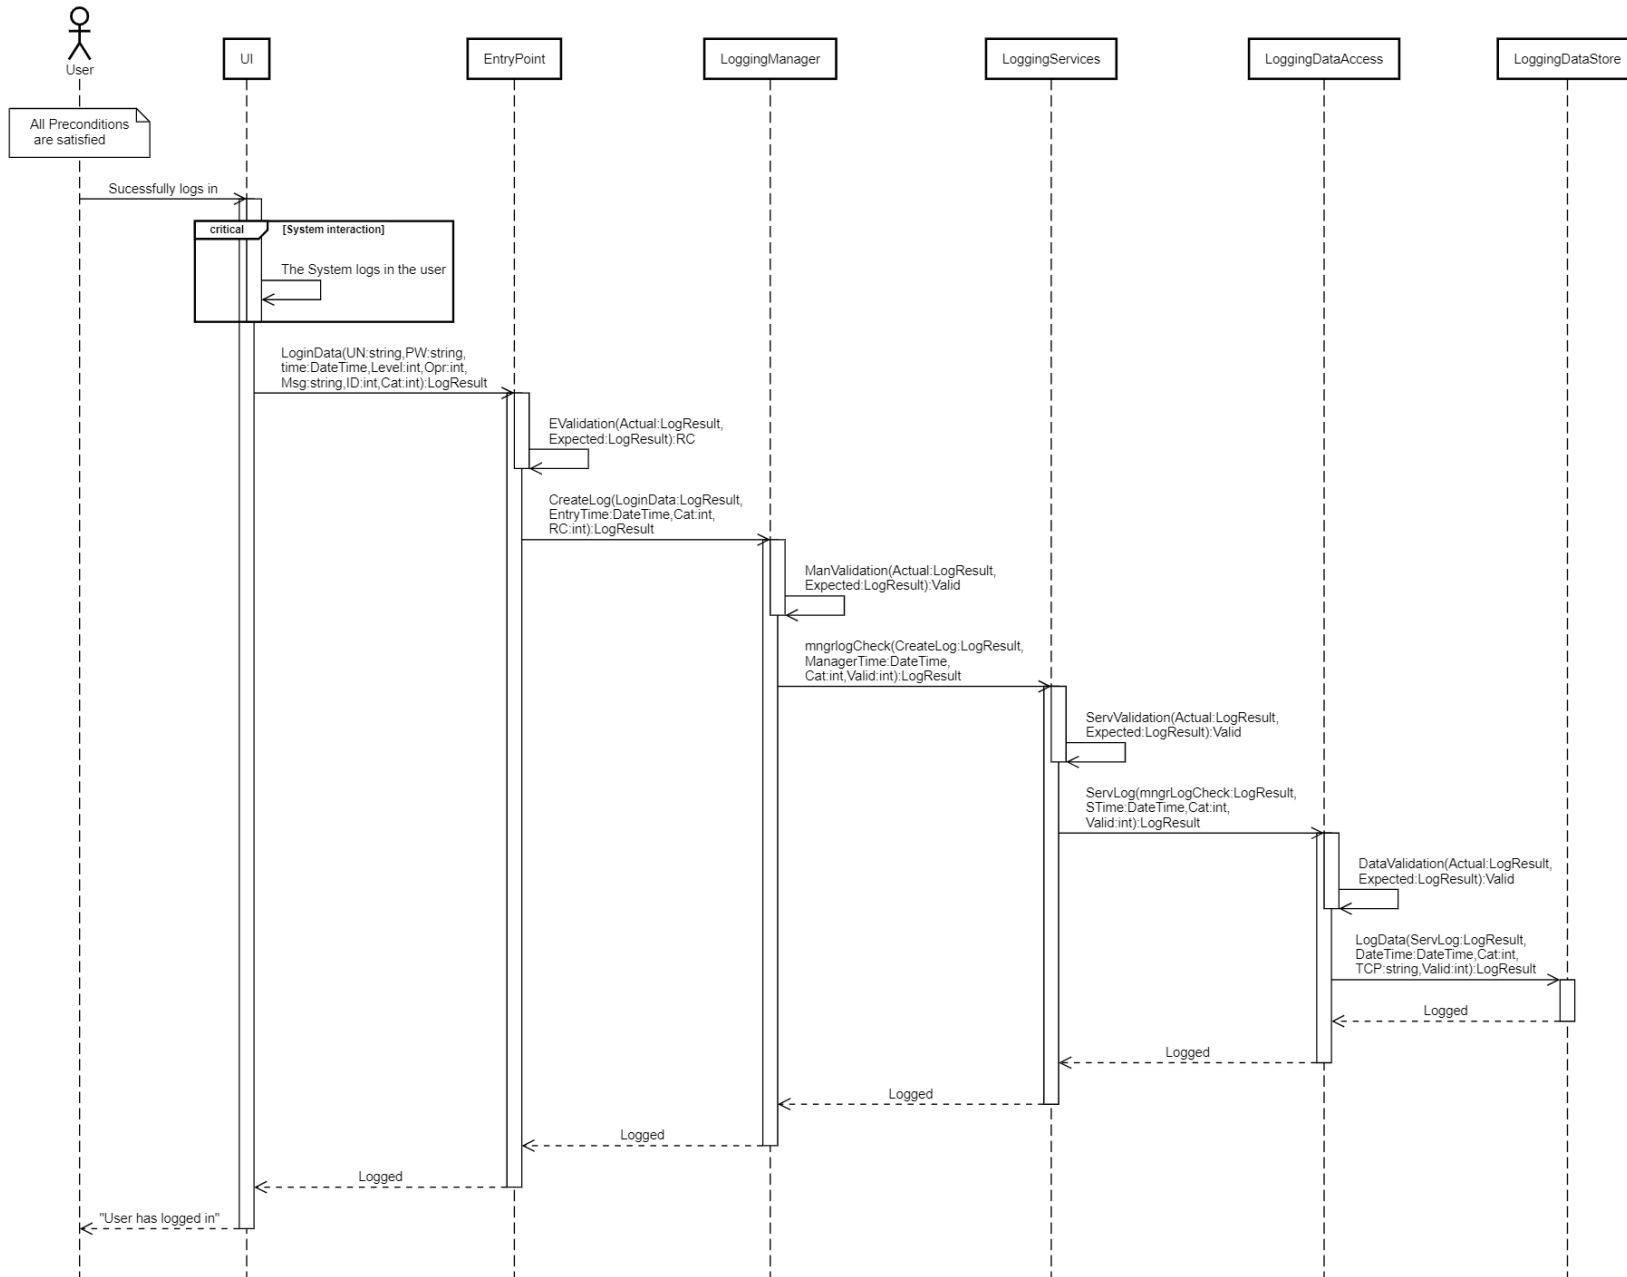 User
UI
EntryPoint
LoggingManager
LoggingServices
LoggingDataAccess
LoggingDataStore
All Preconditions
are satisfied
Sucessfully logs in
critical
[System interaction]
The System logs in the user
LoginData(UN:string,PW:string,
time:DateTime,Level:int,Opr:int,
Msg:string,ID:int,Cat:int):LogResult
EValidation(Actual:LogResult,
Expected:LogResult):RC
CreateLog(LoginData:LogResult,
EntryTime:DateTime,Cat:int,
RC:int):LogResult
ManValidation(Actual:LogResult,
Expected:LogResult):Valid
mngrlogCheck(CreateLog:LogResult,
ManagerTime:DateTime,
Cat:int,Valid:int):LogResult
ServValidation(Actual:LogResult,
Expected:LogResult):Valid
ServLog(mngrLogCheck:LogResult,
STime:DateTime,Cat:int,
Valid:int):LogResult
DataValidation(Actual:LogResult,
Expected:LogResult):Valid
LogData(ServLog:LogResult,
DateTime:DateTime,Cat:int,
TCP:string,Valid:int):LogResult
Logged
Logged
Logged
Logged
Logged
"User has logged in"